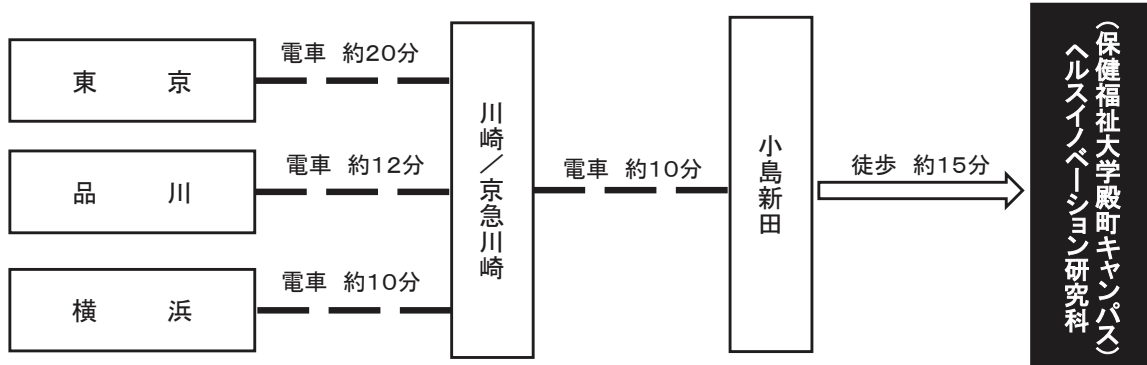 東京
電車 約20分
品川
電車 約12分
横浜
電車 約10分
川崎／京急川崎
電車 約10分
小島新田
徒歩 約15分
（保健福祉大学殿町キャンパス）
ヘルスイノベーション研究科